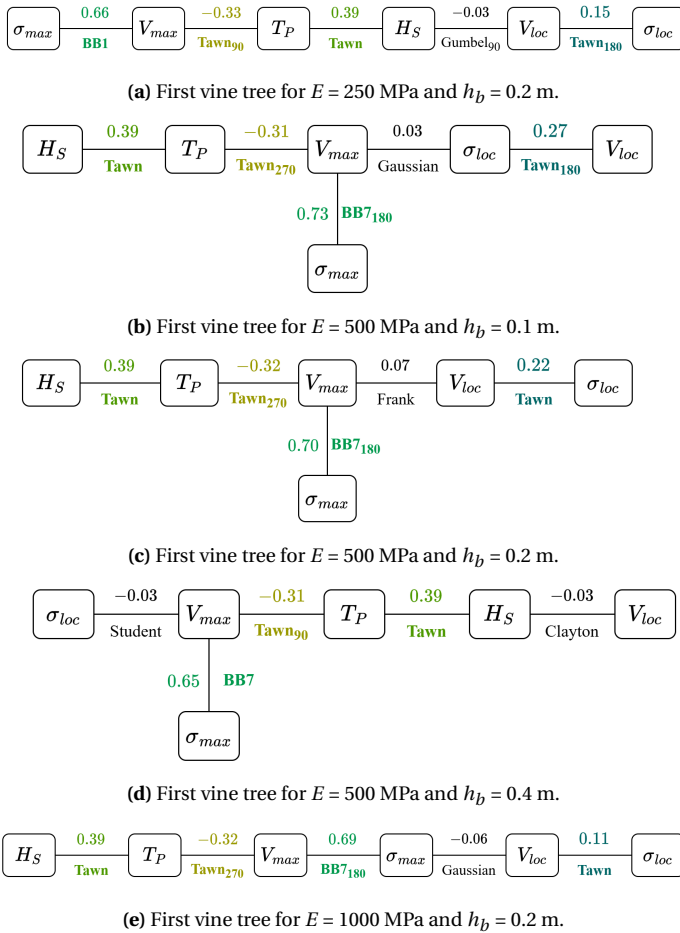 0.66 −0.33 0.39 −0.03 0.15
σmax Vmax TP HS Vloc σloc
BB1 Tawn90 Tawn Gumbel90 Tawn180
(a) First vine tree for E = 250 MPa and hb = 0.2 m.
0.39 −0.31 0.03 0.27
HS TP Vmax σloc Vloc
Tawn Tawn270 Gaussian Tawn180
0.73 BB7180
σmax
(b) First vine tree for E = 500 MPa and hb = 0.1 m.
0.39 −0.32 0.07 0.22
HS TP Vmax Vloc σloc
Tawn Tawn270 Frank Tawn
0.70 BB7180
σmax
(c) First vine tree for E = 500 MPa and hb = 0.2 m.
−0.03 −0.31 0.39 −0.03
σloc Vmax TP HS Vloc
Student Tawn90 Tawn Clayton
0.65 BB7
σmax
(d) First vine tree for E = 500 MPa and hb = 0.4 m.
0.39 −0.32 0.69 −0.06 0.11
HS TP Vmax σmax Vloc σloc
Tawn Tawn270 BB7180 Gaussian Tawn
(e) First vine tree for E = 1000 MPa and hb = 0.2 m.